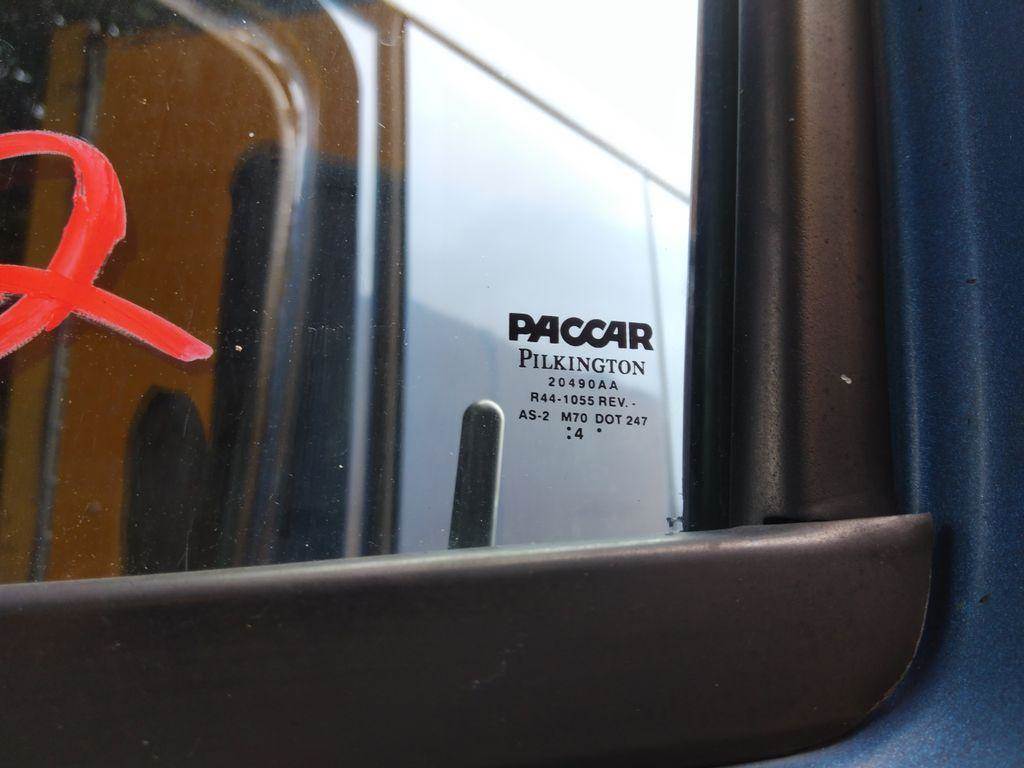 PACCAR
PILKINGTON
20490AA
R44-1055 REV. -
AS-2 M70 DOT 247
:4 •